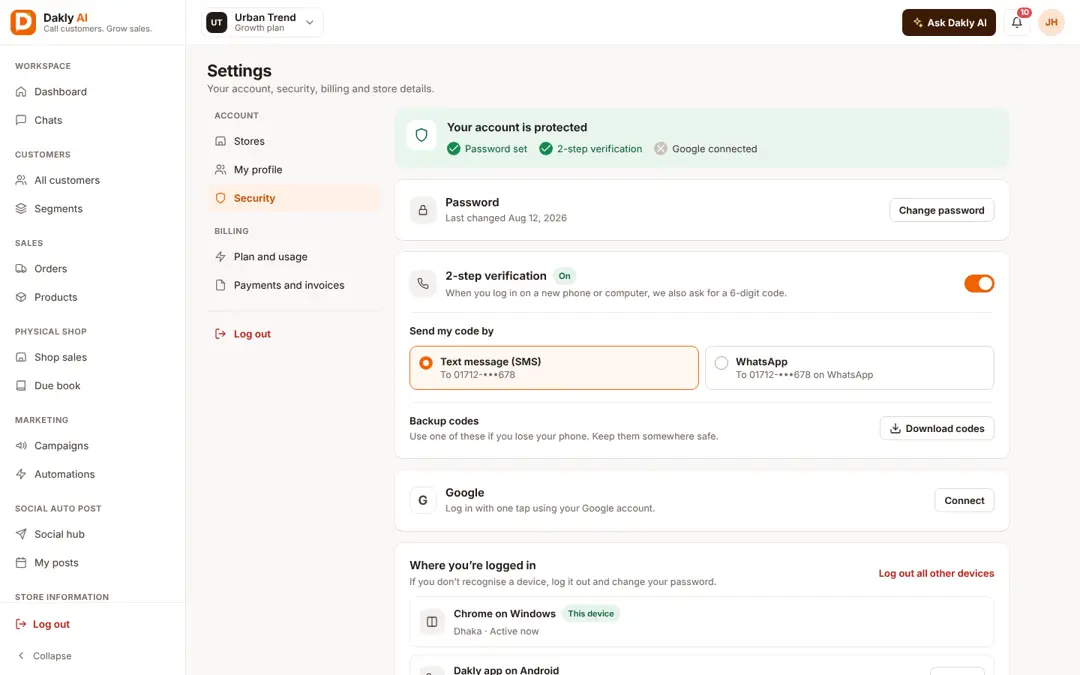 Dakly AI
Call customers. Grow sales.
UT
Urban Trend
Growth plan
Ask Dakly AI
10
JH
WORKSPACE
Dashboard
Chats
CUSTOMERS
All customers
Segments
SALES
Orders
Products
PHYSICAL SHOP
Shop sales
Due book
MARKETING
Campaigns
Automations
SOCIAL AUTO POST
Social hub
My posts
STORE INFORMATION
Log out
Collapse
Settings
Your account, security, billing and store details.
ACCOUNT
Stores
My profile
Security
BILLING
Plan and usage
Payments and invoices
Log out
Your account is protected
Password set
2-step verification
Google connected
Password
Last changed Aug 12, 2026
Change password
2-step verification On
When you log in on a new phone or computer, we also ask for a 6-digit code.
Send my code by
Text message (SMS)
To 01712-•••678
WhatsApp
To 01712-•••678 on WhatsApp
Backup codes
Use one of these if you lose your phone. Keep them somewhere safe.
Download codes
G
Google
Log in with one tap using your Google account.
Connect
Where you’re logged in
If you don’t recognise a device, log it out and change your password.
Log out all other devices
Chrome on Windows This device
Dhaka · Active now
Dakly app on Android